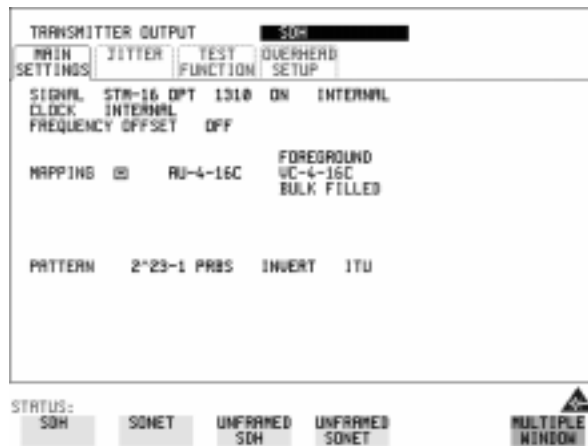 TRANSMITTER OUTPUT SDH
MAIN SETTINGS JITTER TEST FUNCTION OVERHEAD SETUP
SIGNAL STM-16 OPT 1310 ON INTERNAL
CLOCK INTERNAL
FREQUENCY OFFSET OFF
FOREGROUND
MAPPING AU-4-16C VC-4-16C
BULK FILLED
PATTERN 2^23-1 PRBS INVERT ITU
STATUS:
SDH SONET UNFRAMED SDH UNFRAMED SONET MULTIPLE WINDOW